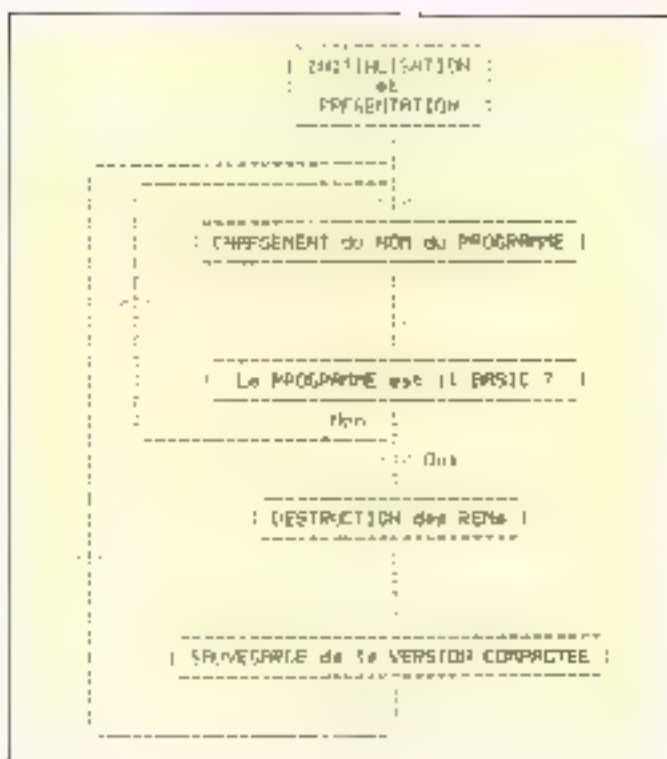 INITIALISATION
et
PRESENTATION
CHARGEMENT du NOM du PROGRAMME
Le PROGRAMME est il BASIC ?
Non
Oui
DESTRUCTION des REMs
SAUVEGARDE de la VERSION COMPACTEE